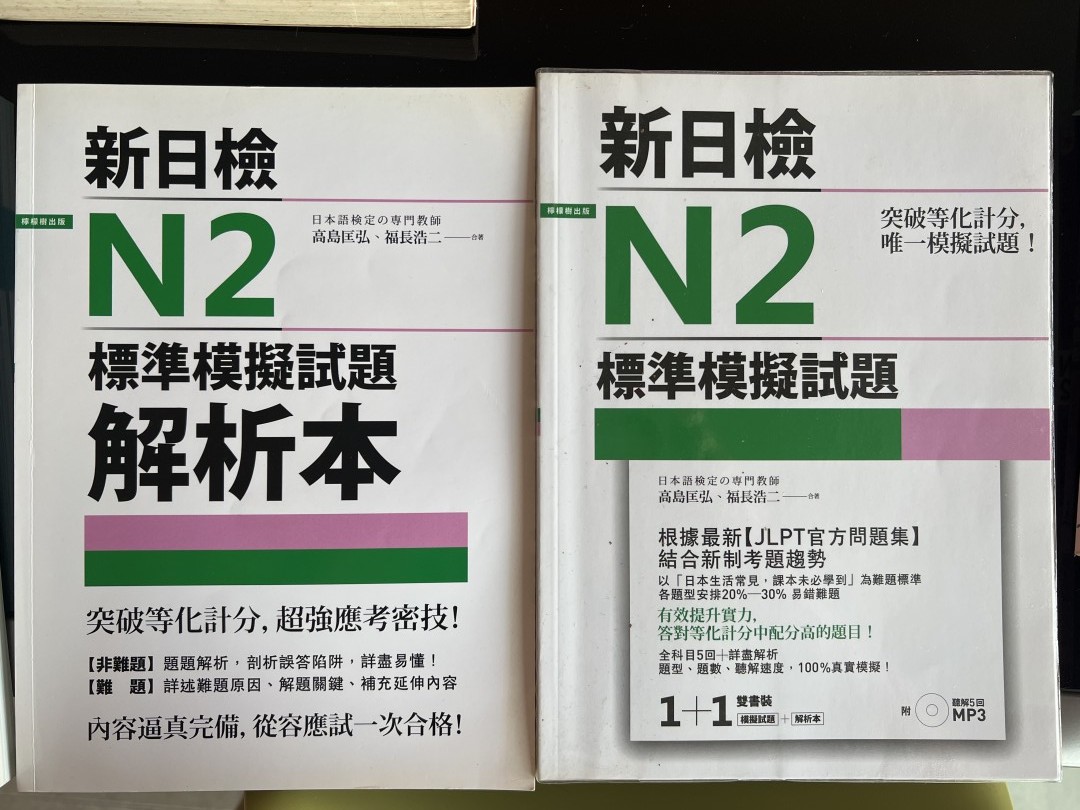 新日檢
檸檬樹出版
N2
日本語検定の専門教師
高島匡弘、福長浩二——合著
標準模擬試題
解析本
突破等化計分, 超強應考密技!
【非難題】題題解析，剖析誤答陷阱，詳盡易懂！
【難　題】詳述難題原因、解題關鍵、補充延伸內容
內容逼真完備, 從容應試一次合格!
新日檢
檸檬樹出版
N2
突破等化計分,
唯一模擬試題！
標準模擬試題
日本語検定の専門教師
高島匡弘、福長浩二——合著
根據最新【JLPT官方問題集】
結合新制考題趨勢
以「日本生活常見，課本未必學到」為難題標準
各題型安排20%—30% 易錯難題
有效提升實力,
答對等化計分中配分高的題目！
全科目5回＋詳盡解析
題型、題數、聽解速度，100%真實模擬！
1+1 雙書裝
模擬試題＋解析本
附 聽解5回
MP3